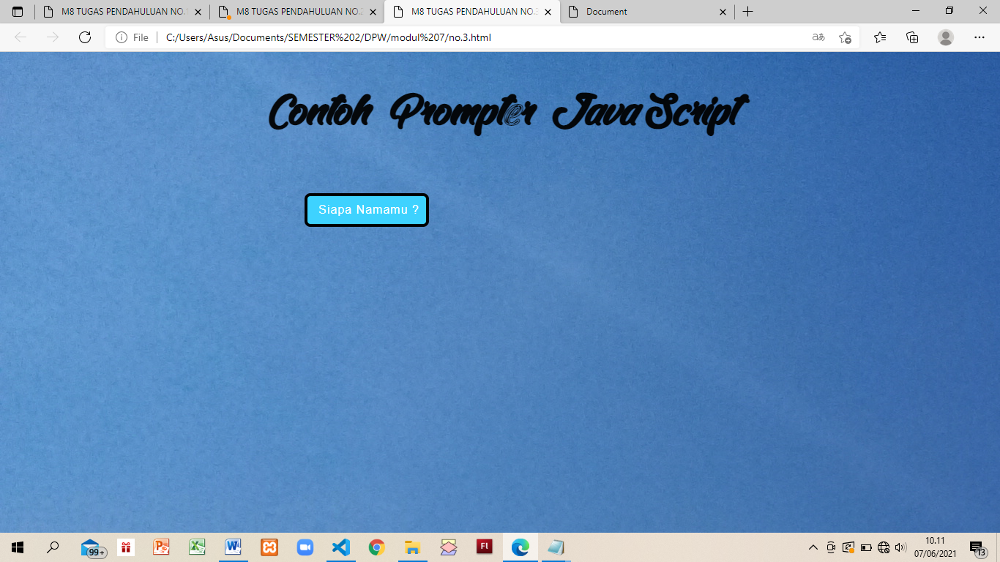 M8 TUGAS PENDAHULUAN NO.1
M8 TUGAS PENDAHULUAN NO.2
M8 TUGAS PENDAHULUAN NO.3
Document
File
C:/Users/Asus/Documents/SEMESTER%202/DPW/modul%207/no.3.html
aあ
Contoh Prompter JavaScript
Siapa Namamu ?
99+
Fl
10.11
07/06/2021
13